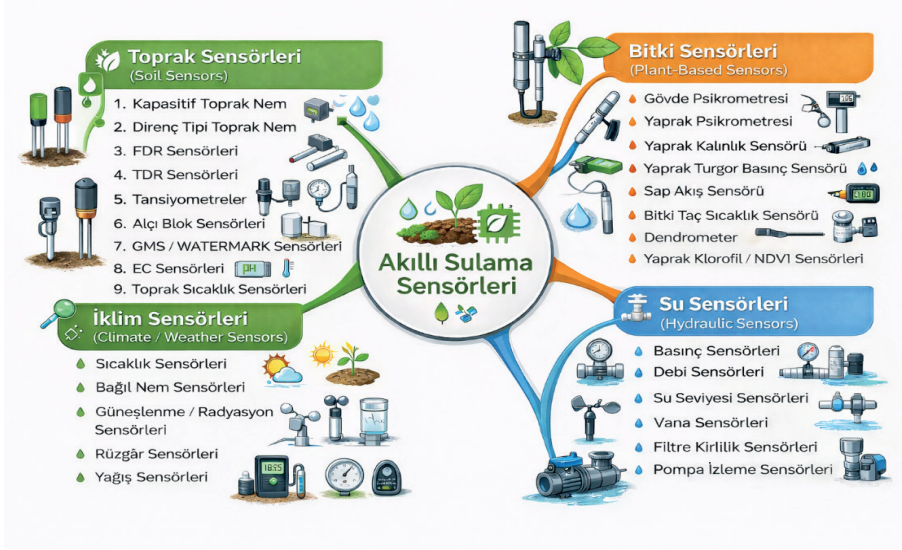 Toprak Sensörleri
(Soil Sensors)
1. Kapasitif Toprak Nem
2. Direnç Tipi Toprak Nem
3. FDR Sensörleri
4. TDR Sensörleri
5. Tansiyometreler
6. Alçı Blok Sensörleri
7. GMS / WATERMARK Sensörleri
8. EC Sensörleri
pH
9. Toprak Sıcaklık Sensörleri
Bitki Sensörleri
(Plant-Based Sensors)
Gövde Psikrometresi
Yaprak Psikrometresi
Yaprak Kalınlık Sensörü
Yaprak Turgor Basınç Sensörü
Sap Akış Sensörü
Bitki Taç Sıcaklık Sensörü
Dendrometer
Yaprak Klorofil / NDVI Sensörleri
Akıllı Sulama
Sensörleri
İklim Sensörleri
(Climate / Weather Sensors)
Sıcaklık Sensörleri
Bağıl Nem Sensörleri
Güneşlenme / Radyasyon
Sensörleri
Rüzgâr Sensörleri
Yağış Sensörleri
Su Sensörleri
(Hydraulic Sensors)
Basınç Sensörleri
Debi Sensörleri
Su Seviyesi Sensörleri
Vana Sensörleri
Filtre Kirlilik Sensörleri
Pompa İzleme Sensörleri